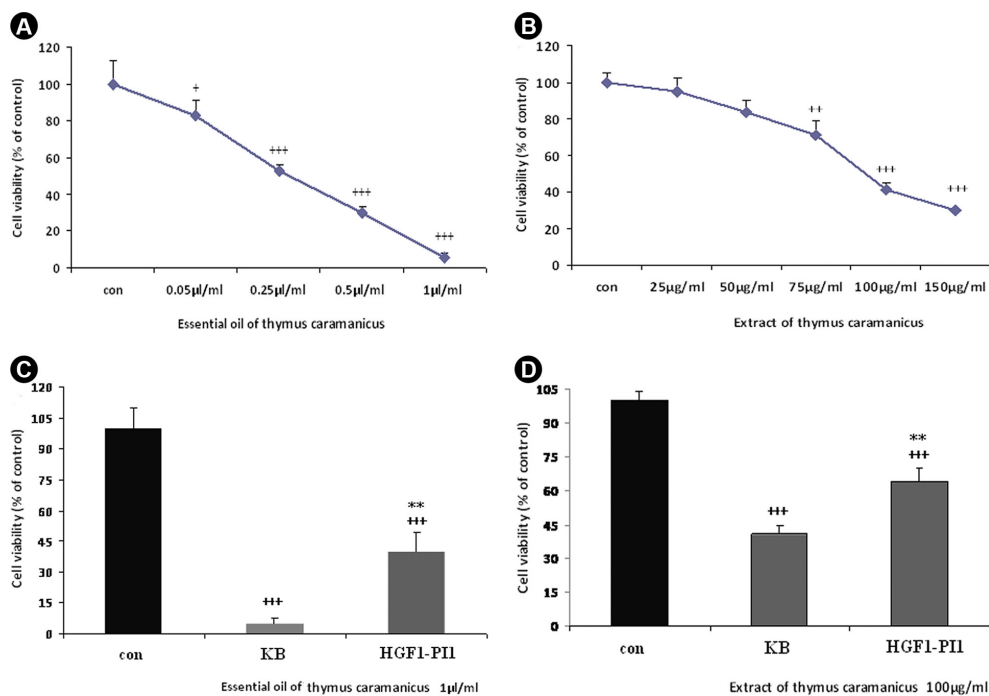 A
Cell viability (% of control)
120
100
80
60
40
20
0
+
+++
+++
+++
con 0.05µl/ml 0.25µl/ml 0.5µl/ml 1µl/ml
Essential oil of thymus caramanicus
B
Cell viability (% of control)
120
100
80
60
40
20
0
++
+++
+++
con 25µg/ml 50µg/ml 75µg/ml 100µg/ml 150µg/ml
Extract of thymus caramanicus
C
Cell viability (% of control)
120
105
90
75
60
45
30
15
0
+++
**
+++
con KB HGF1-PI1
Essential oil of thymus caramanicus 1µl/ml
D
Cell viability (% of control)
105
90
75
60
45
30
15
0
+++
**
+++
con KB HGF1-PI1
Extract of thymus caramanicus 100µg/ml